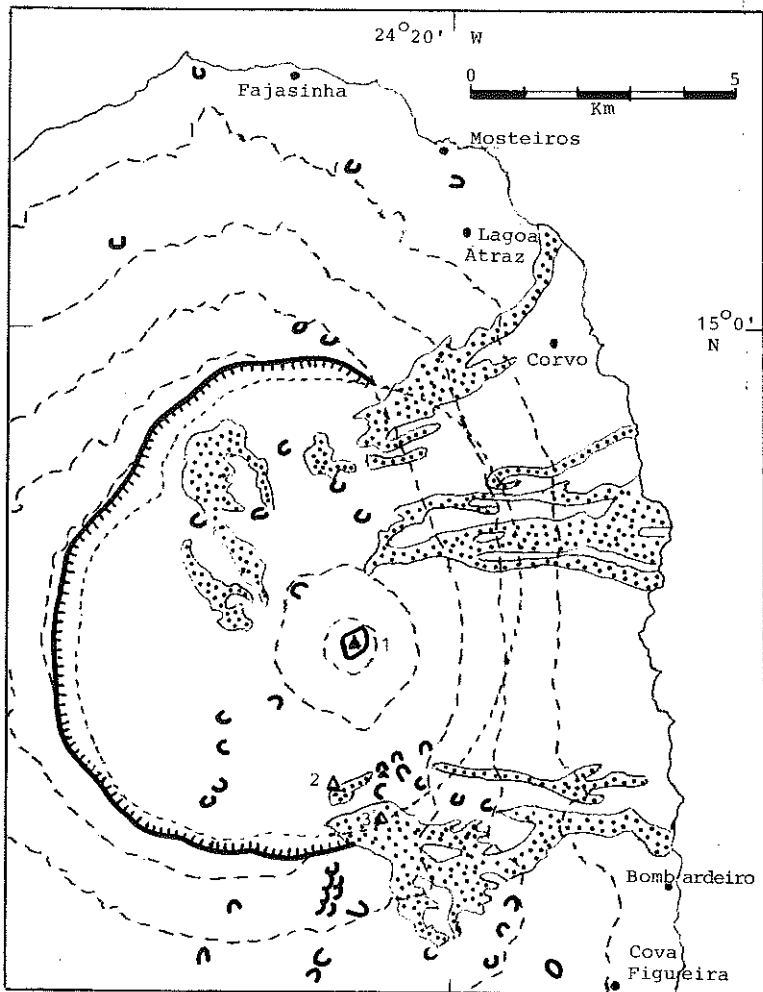 24°20' W
0 5
Km
Fajasinha
Mosteiros
Lagoa
Atraz
15°0'
N
Corvo
1
2
3
Bombardeiro
Cova
Figueira